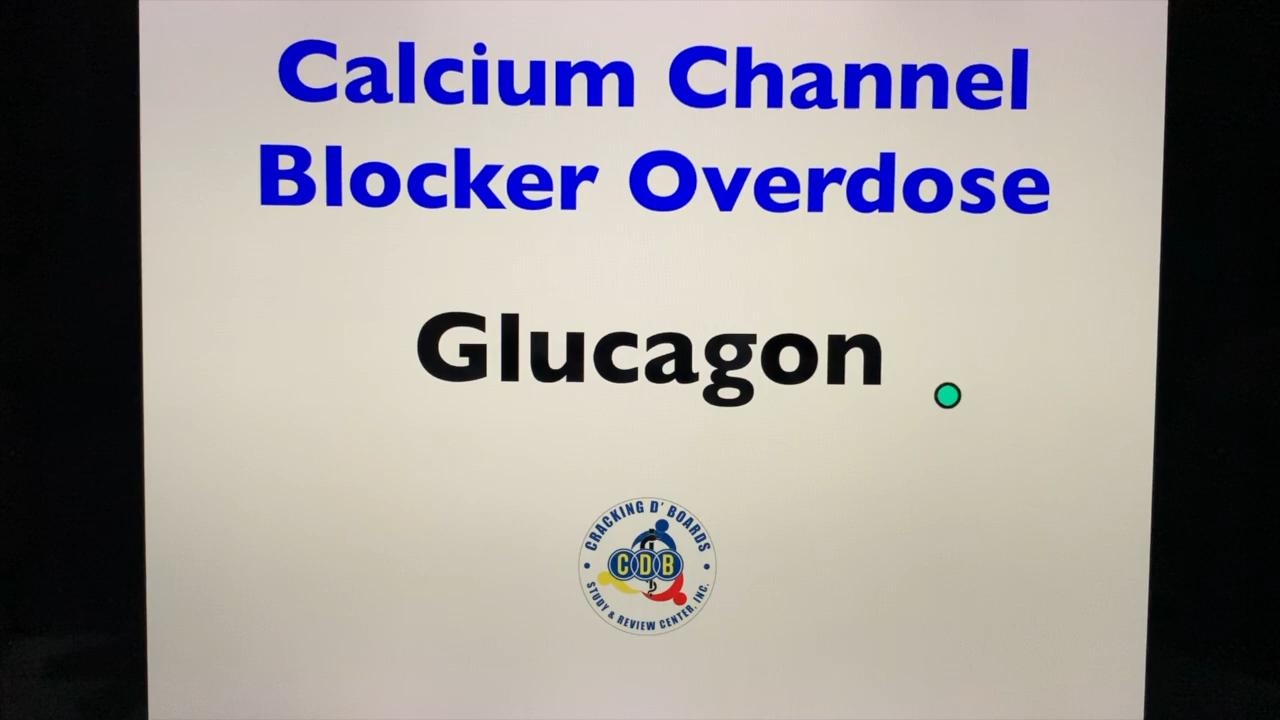 Calcium Channel
Blocker Overdose
Glucagon
CRACKING D' BOARDS
CDB
STUDY & REVIEW CENTER, INC.